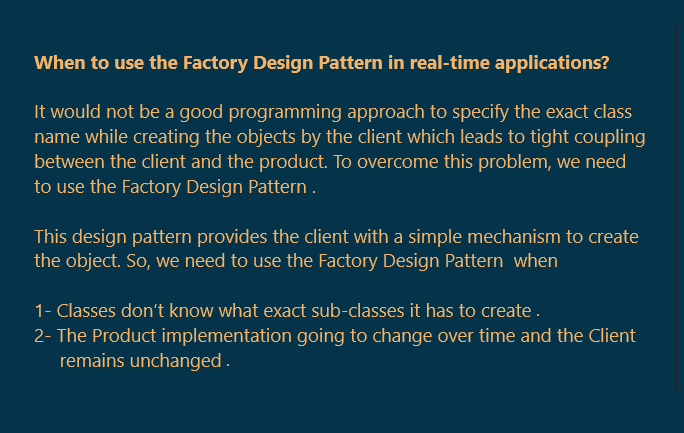 When to use the Factory Design Pattern in real-time applications?
It would not be a good programming approach to specify the exact class
name while creating the objects by the client which leads to tight coupling
between the client and the product. To overcome this problem, we need
to use the Factory Design Pattern .
This design pattern provides the client with a simple mechanism to create
the object. So, we need to use the Factory Design Pattern  when
1- Classes don’t know what exact sub-classes it has to create .
2- The Product implementation going to change over time and the Client
remains unchanged .